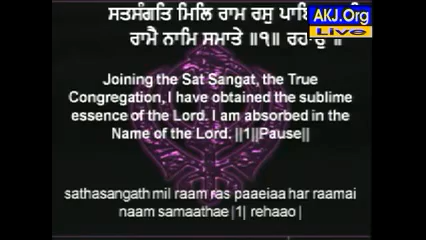 ਸਤਸੰਗਤਿ ਮਿਲਿ ਰਾਮ ਰਸੁ
AKJ.Org
Live
ਰਾਮੈ ਨਾਮਿ ਸਮਾਤੇ ॥੧॥
Joining the Sat Sangat, the True
Congregation, I have obtained the sublime
essence of the Lord. I am absorbed in the
Name of the Lord. ||1||Pause||
sathasangath mil raam ras paaeiaa har raamai
naam samaathae |1| rehaao |